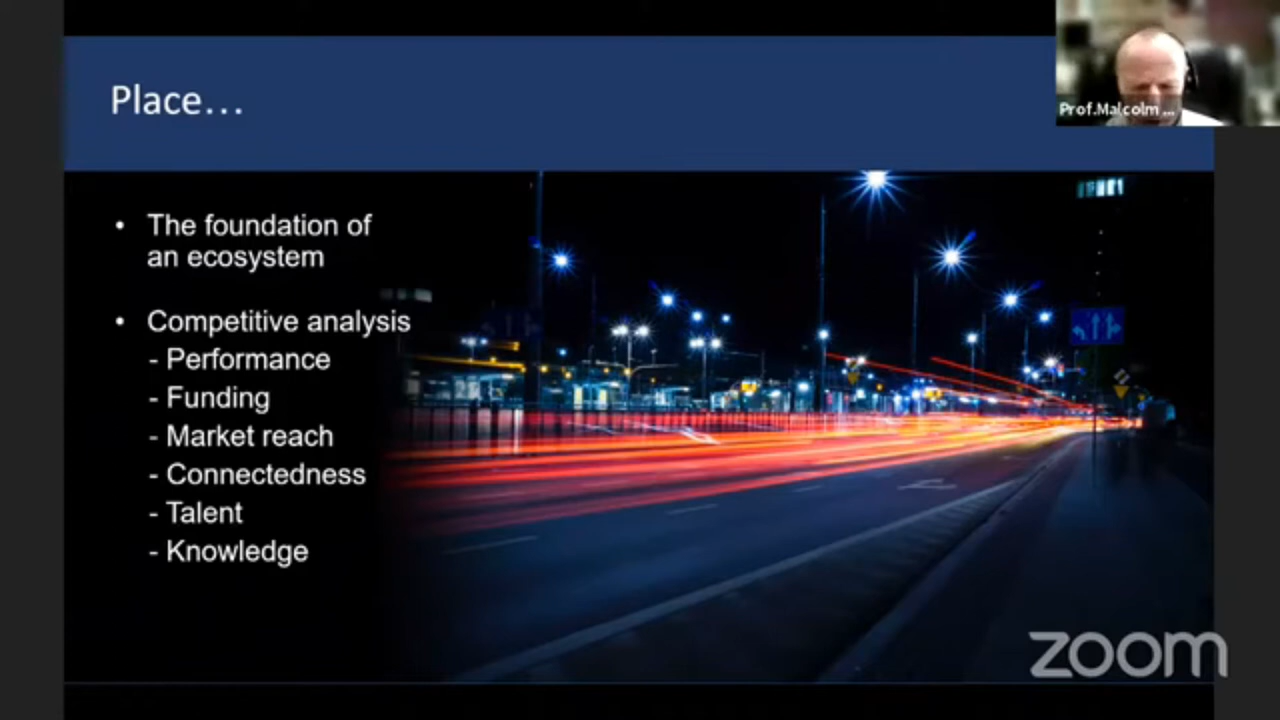 Place…
Prof.Malcolm ...
• The foundation of
an ecosystem
• Competitive analysis
- Performance
- Funding
- Market reach
- Connectedness
- Talent
- Knowledge
zoom